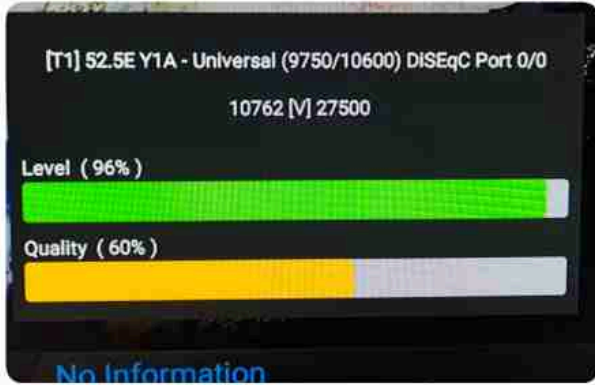 [T1] 52.5E Y1A - Universal (9750/10600) DiSEqC Port 0/0
10762 [V] 27500
Level ( 96% )
Quality ( 60% )
No Information